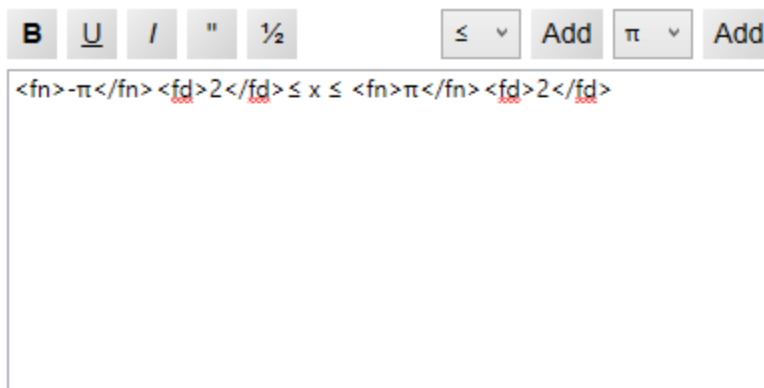 B U I " ½ ≤ Add π Add
<fn>-π</fn><fd>2</fd>≤ x ≤ <fn>π</fn><fd>2</fd>